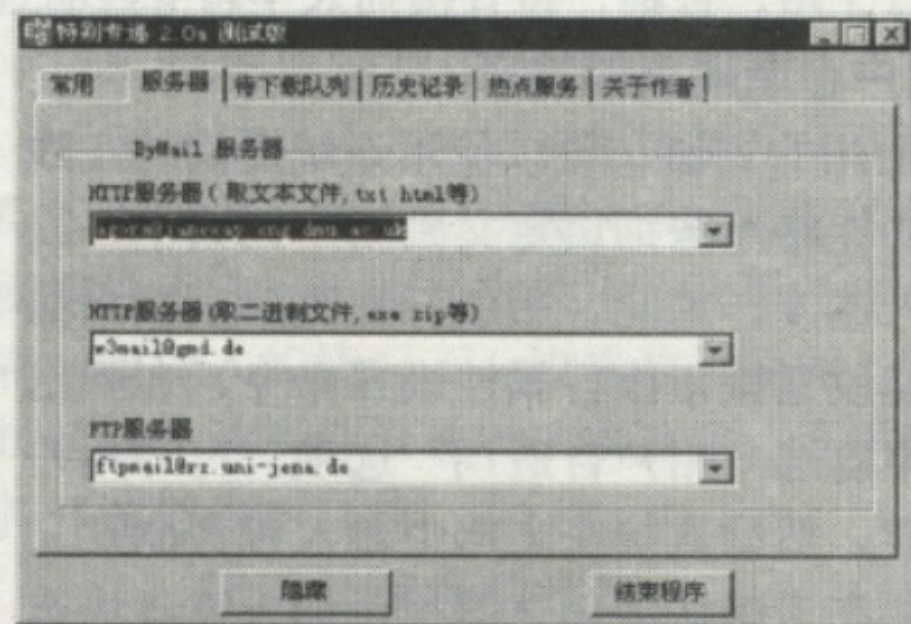 特别专递 2.0a 测试版
常用 服务器 待下载队列 历史记录 热点服务 关于作者
ByMail 服务器
HTTP服务器( 取文本文件,txt html等)
HTTP服务器(取二进制文件,exe zip等)
w3mail@gmd.de
FTP服务器
ftpmail@rz.uni-jena.de
隐藏 结束程序